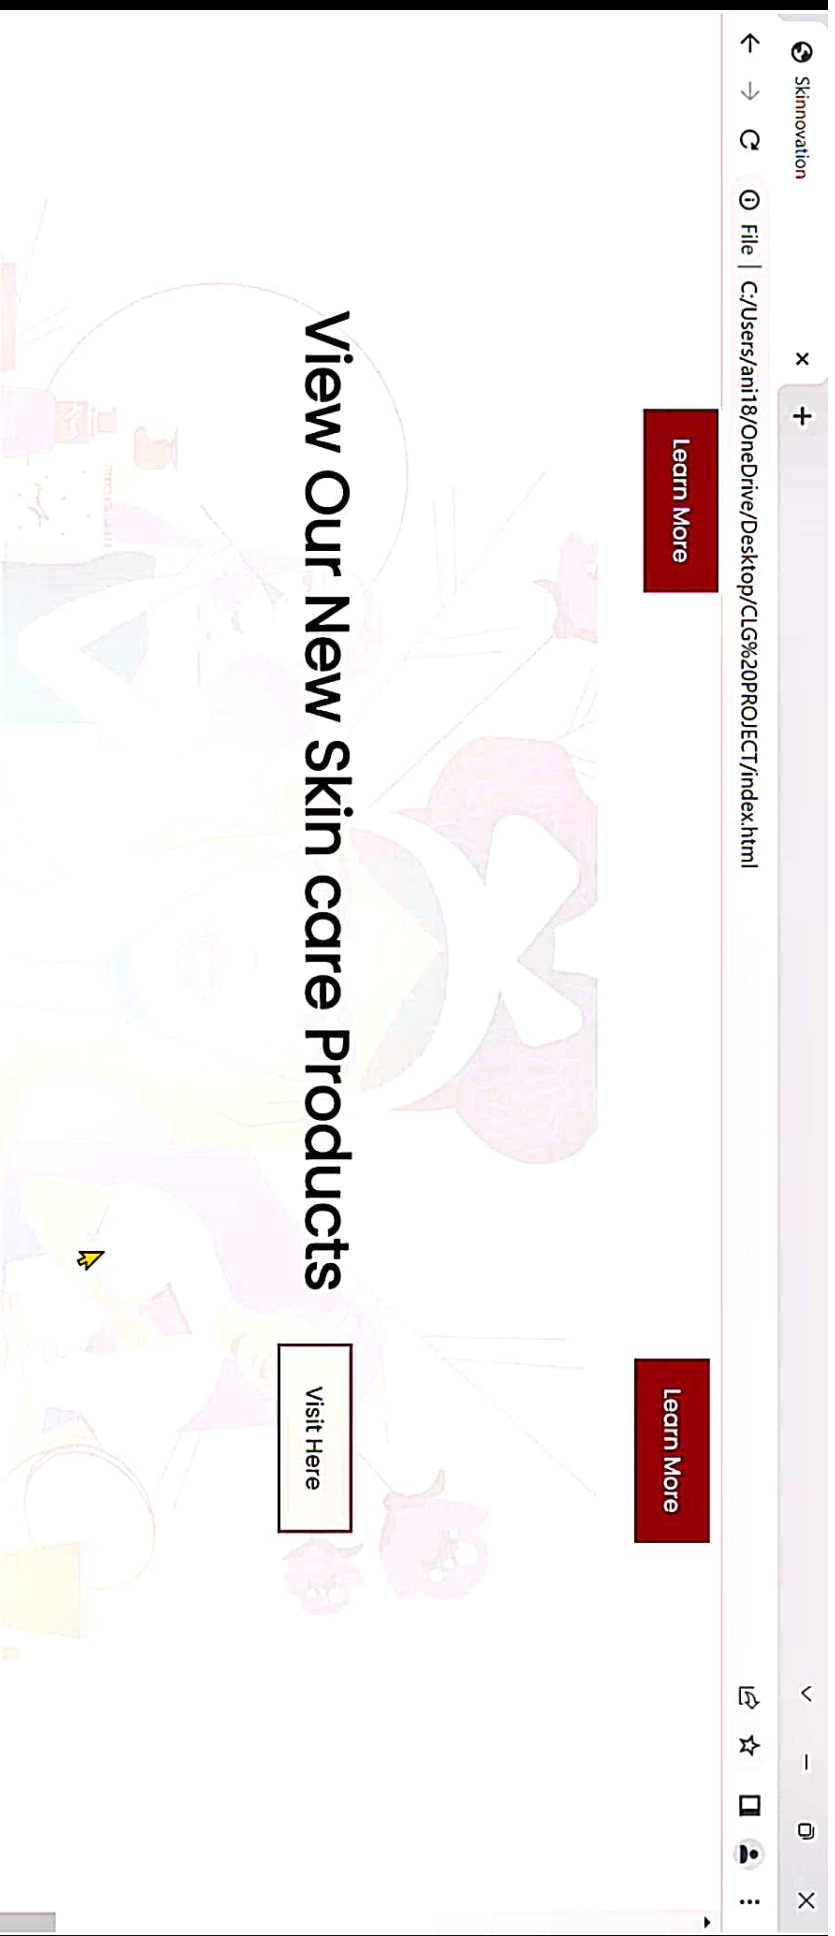 Skinnovation
File | C:/Users/ani18/OneDrive/Desktop/CLG%20PROJECT/index.html
Learn More
Learn More
View Our New Skin care Products
Visit Here